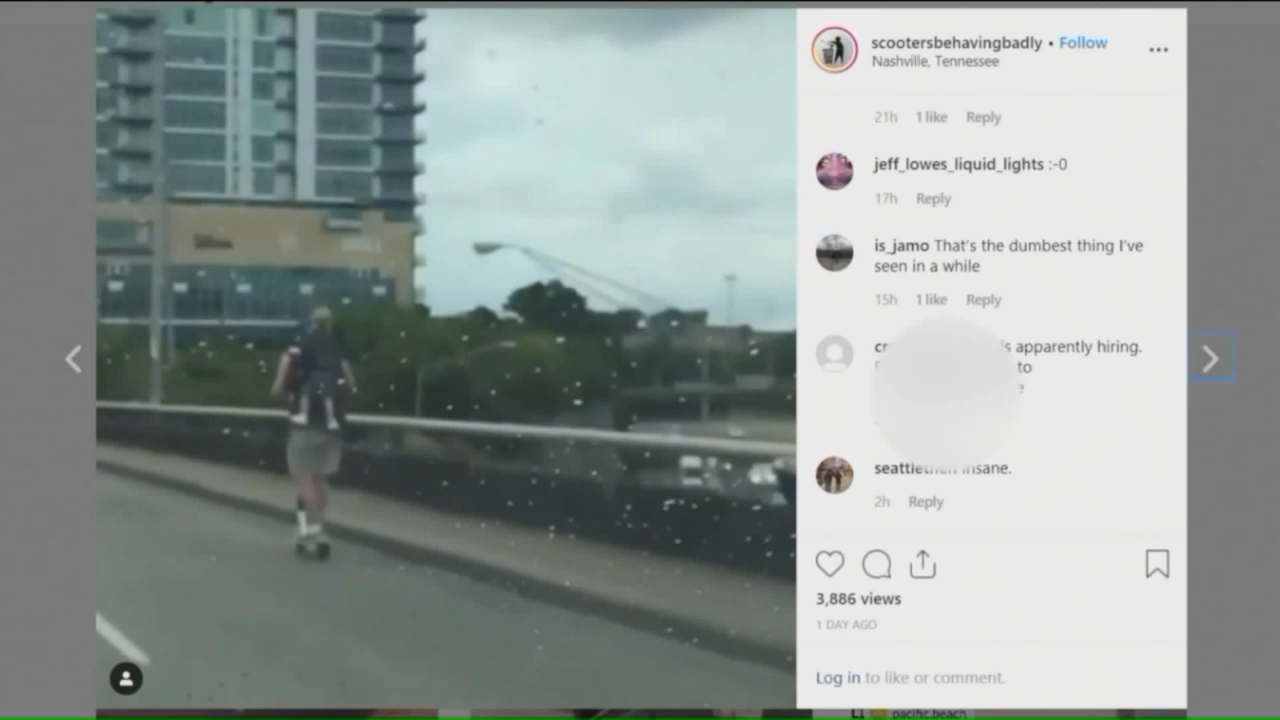 scootersbehavingbadly • Follow
Nashville, Tennessee
21h 1 like Reply
jeff_lowes_liquid_lights :-0
17h Reply
is_jamo That's the dumbest thing I've
seen in a while
15h 1 like Reply
apparently hiring.
to
insane.
2h Reply
3,886 views
1 DAY AGO
Log in to like or comment.
pacific.beach